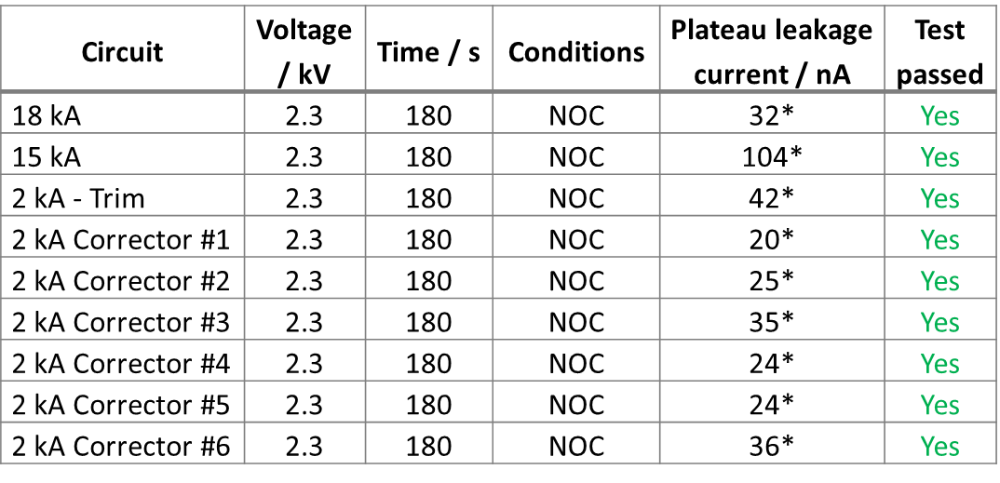 Circuit Voltage / kV Time / s Conditions Plateau leakage current / nA Test passed
18 kA 2.3 180 NOC 32* Yes
15 kA 2.3 180 NOC 104* Yes
2 kA - Trim 2.3 180 NOC 42* Yes
2 kA Corrector #1 2.3 180 NOC 20* Yes
2 kA Corrector #2 2.3 180 NOC 25* Yes
2 kA Corrector #3 2.3 180 NOC 35* Yes
2 kA Corrector #4 2.3 180 NOC 24* Yes
2 kA Corrector #5 2.3 180 NOC 24* Yes
2 kA Corrector #6 2.3 180 NOC 36* Yes